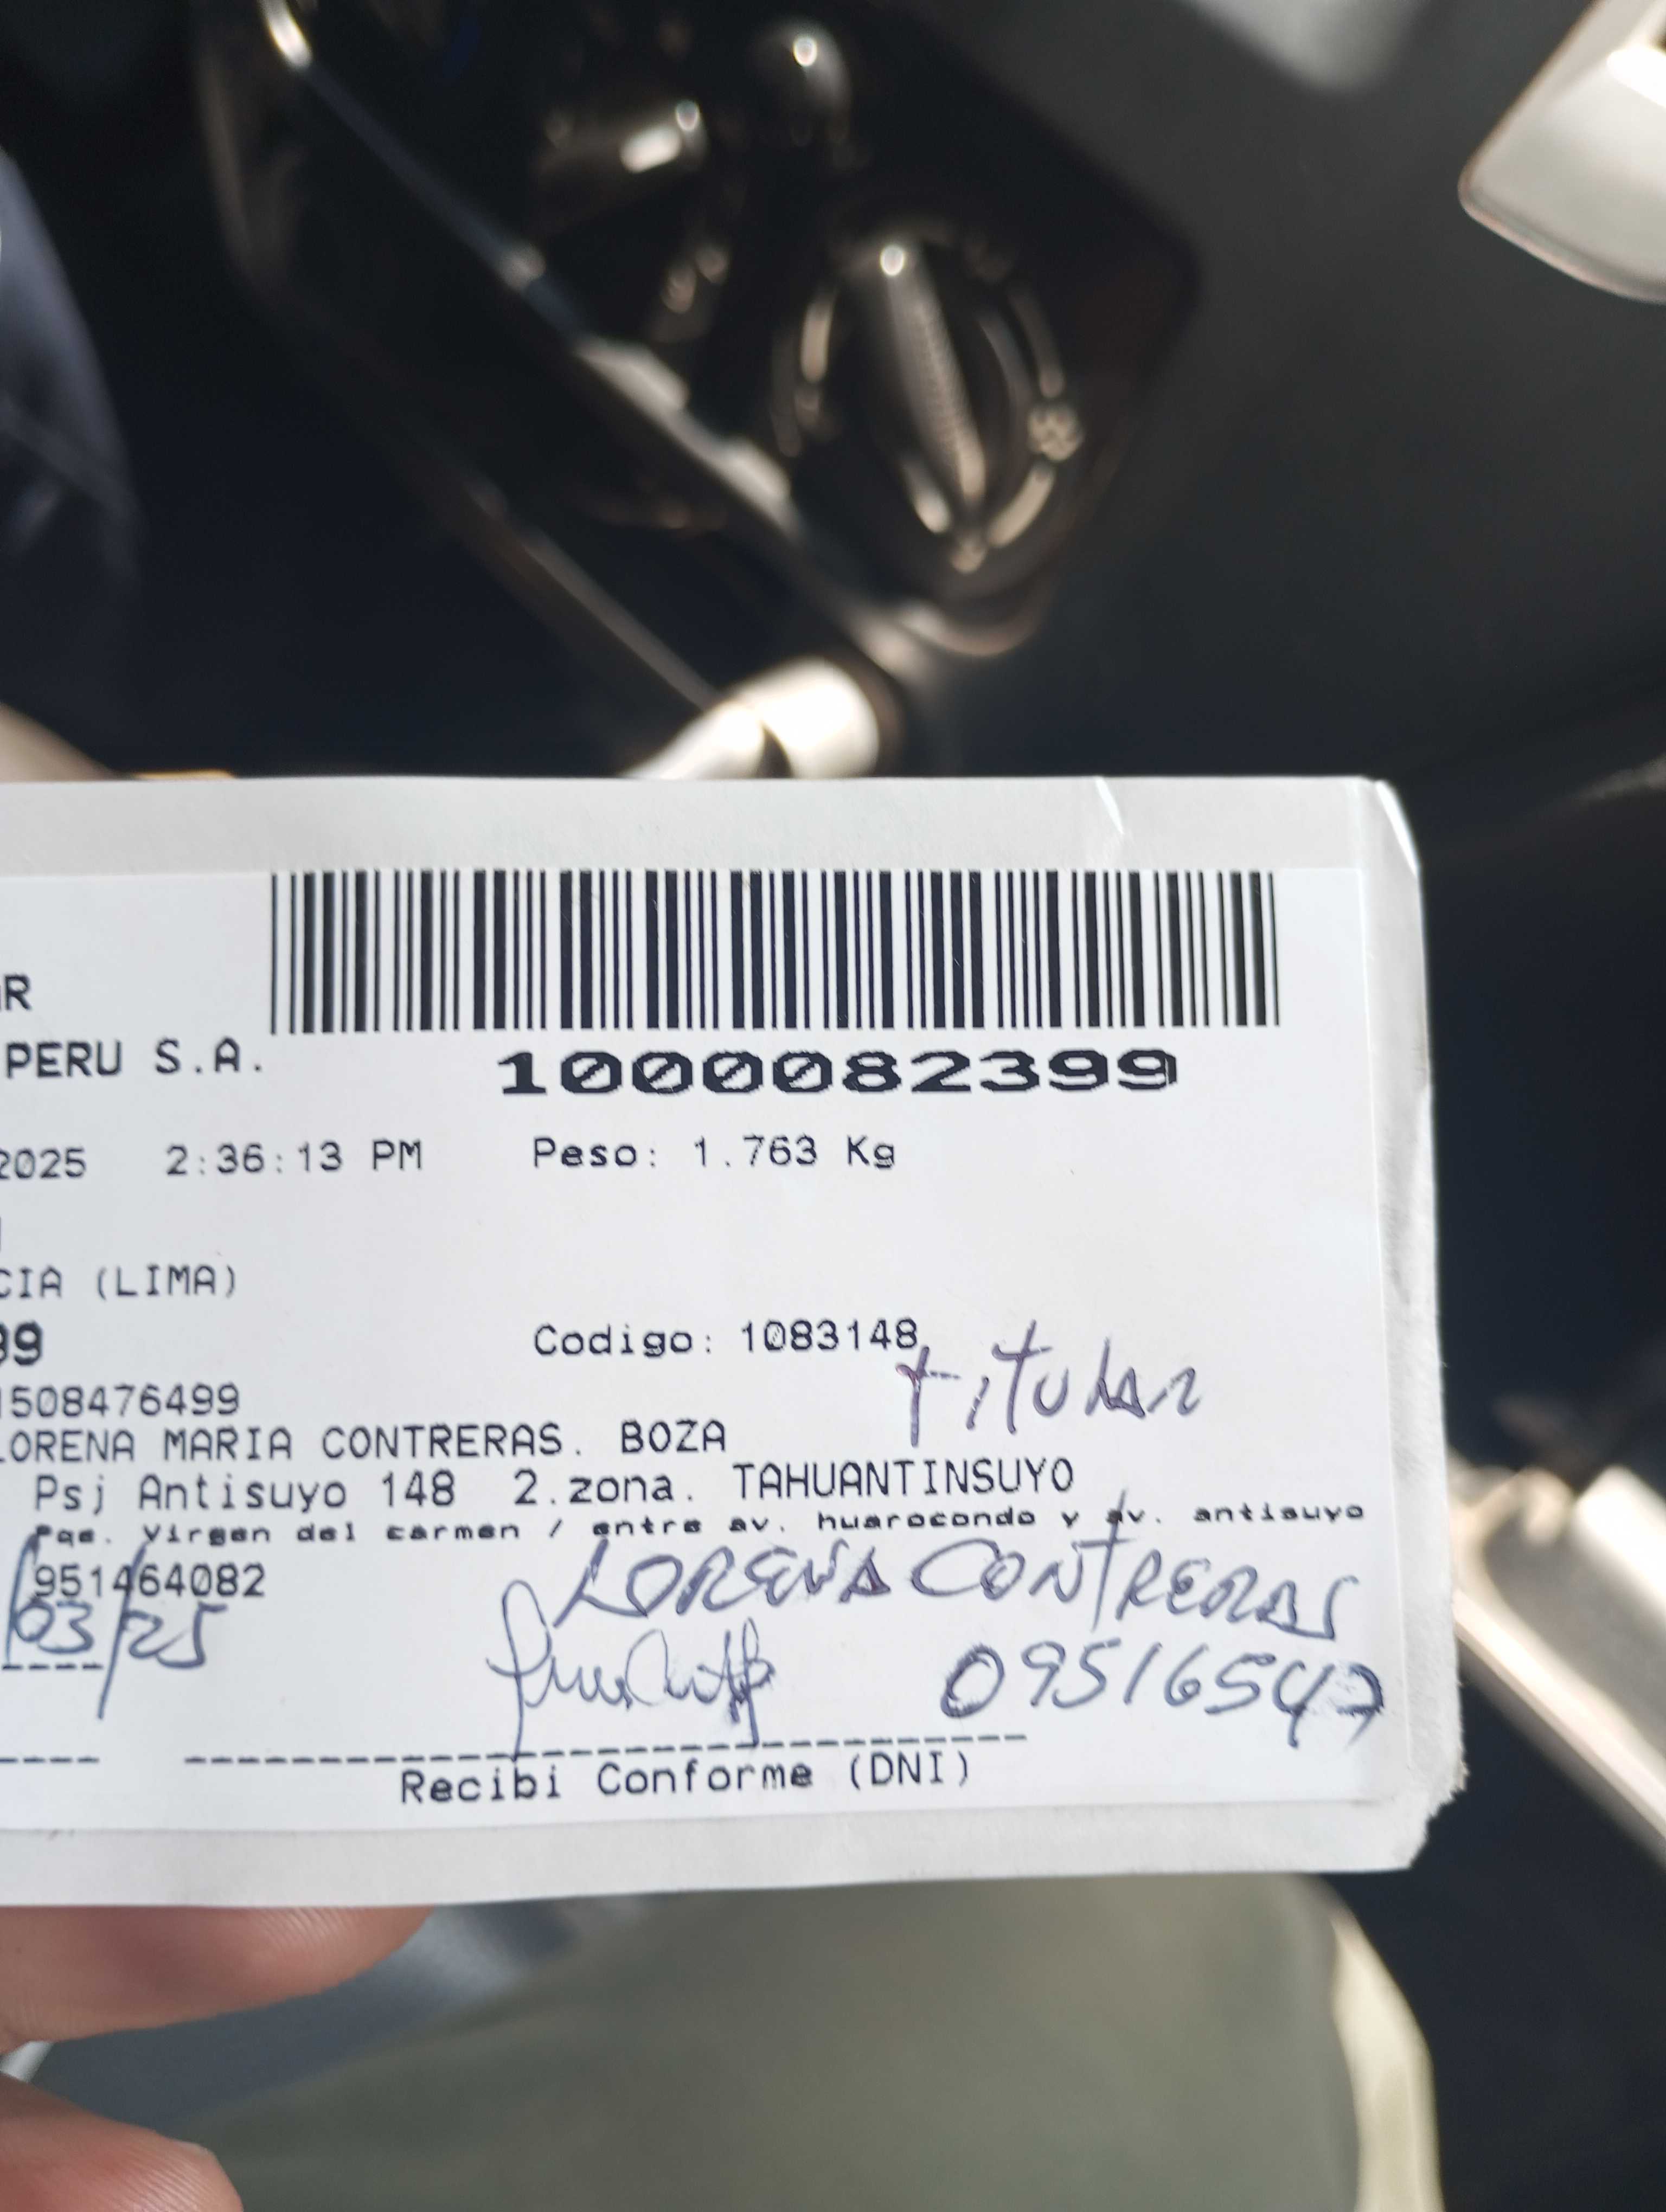 R
PERU S.A.
1000082399
2025 2:36:13 PM Peso: 1.763 Kg
CIA (LIMA)
99
Codigo: 1083148
titular
1508476499
LORENA MARIA CONTRERAS. BOZA
Psj Antisuyo 148 2.zona. TAHUANTINSUYO
Pqe. Virgen del carmen / entre av. huarocondo y av. antisuyo
951464082
LORENA CONTRERAS
/03/25
09516547
Recibi Conforme (DNI)